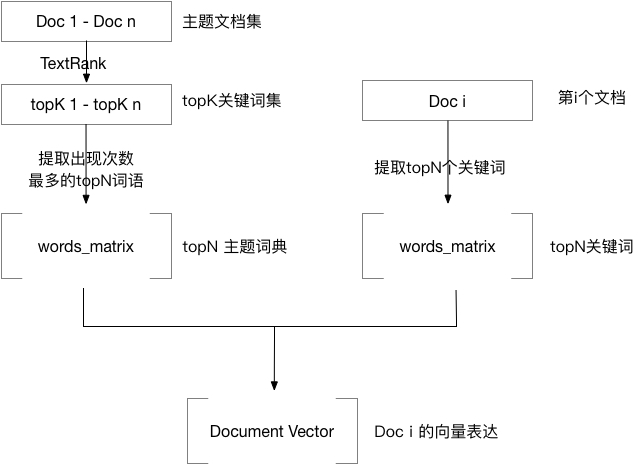 Doc 1 - Doc n
主题文档集
TextRank
topK 1 - topK n
topK关键词集
Doc i
第i个文档
提取出现次数
最多的topN词语
提取topN个关键词
words_matrix
topN 主题词典
words_matrix
topN关键词
Document Vector
Doc i 的向量表达